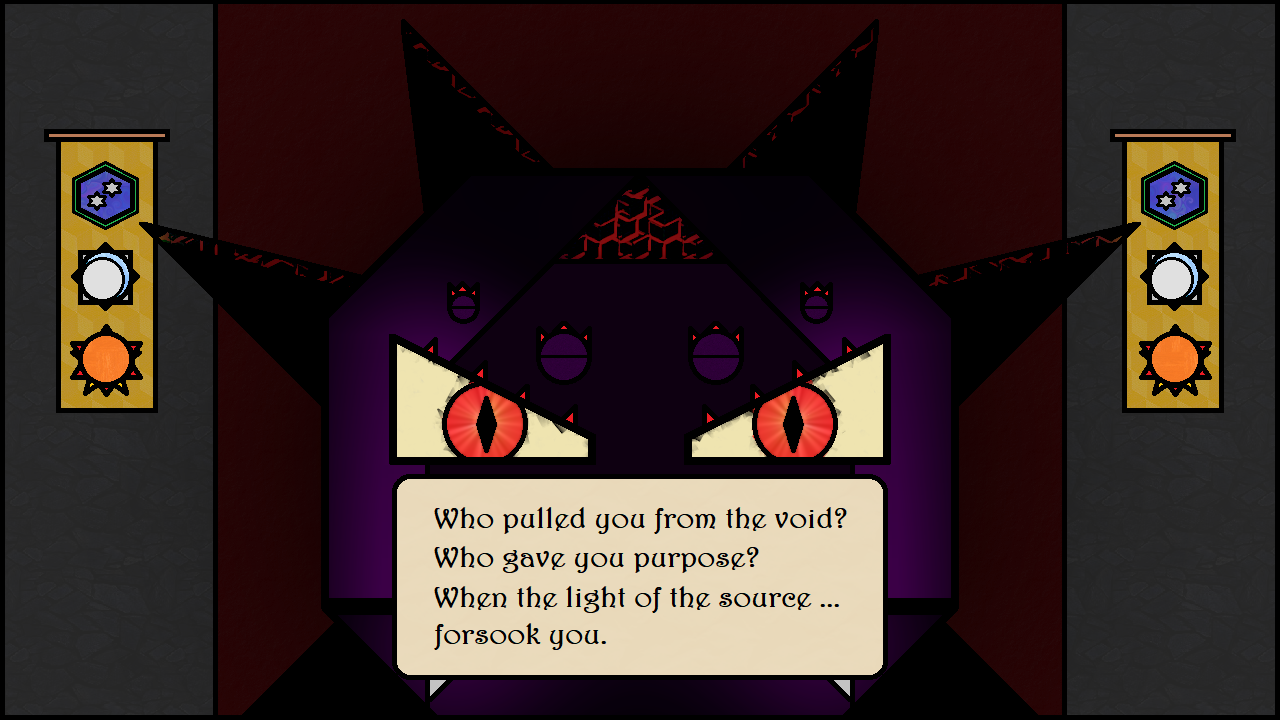 Who pulled you from the void?
Who gave you purpose?
When the light of the source ...
forsook you.